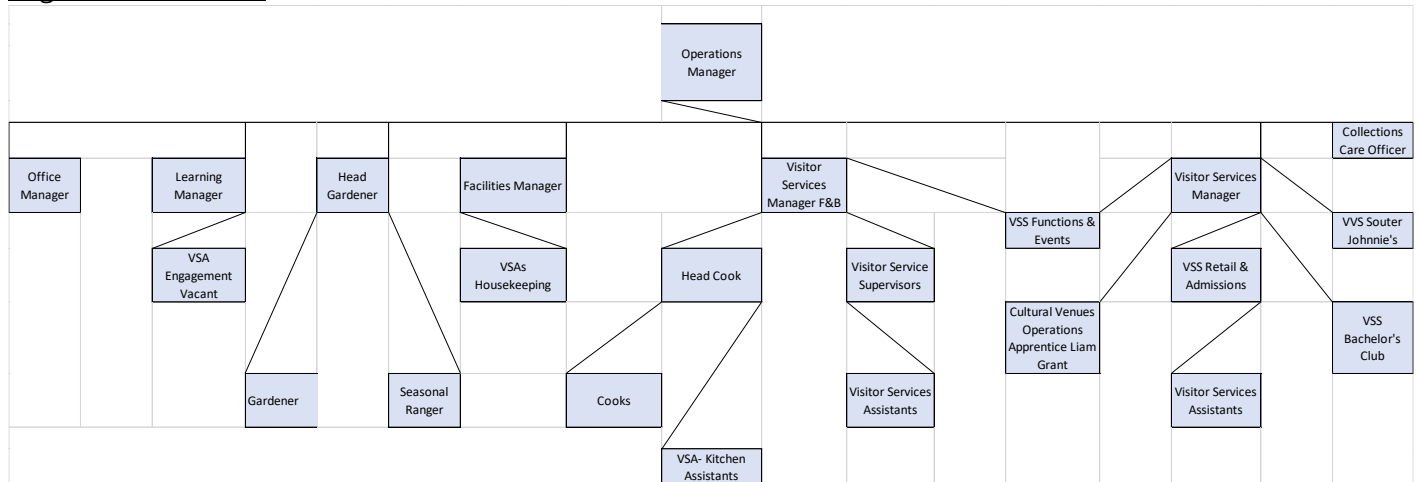 Operations
Manager
Collections
Care Officer
Office
Manager
Learning
Manager
Head
Gardener
Facilities Manager
Visitor
Services
Manager F&B
Visitor Services
Manager
VSS Functions &
Events
VVS Souter
Johnnie's
VSA
Engagement
Vacant
VSAs
Housekeeping
Head Cook
Visitor Service
Supervisors
VSS Retail &
Admissions
Cultural Venues
Operations
Apprentice Liam
Grant
VSS
Bachelor's
Club
Gardener
Seasonal
Ranger
Cooks
Visitor Services
Assistants
Visitor Services
Assistants
VSA- Kitchen
Assistants